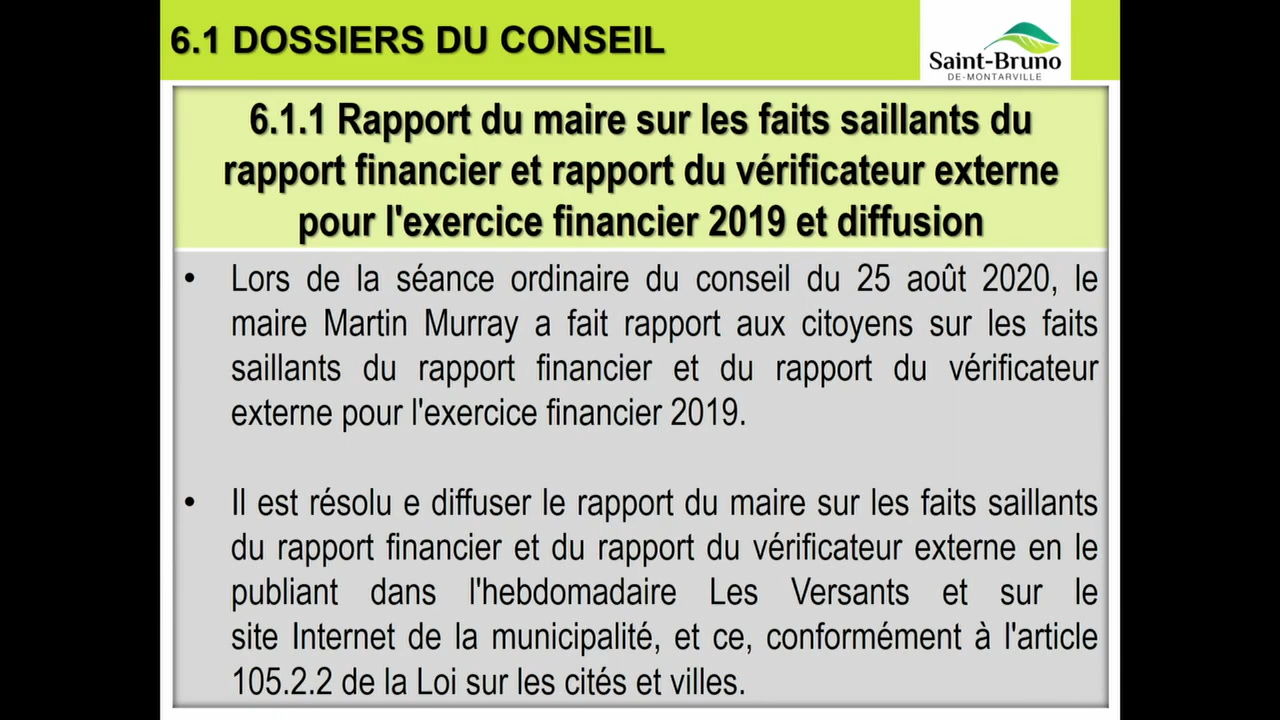 6.1 DOSSIERS DU CONSEIL
Saint-Bruno
DE-MONTARVILLE
6.1.1 Rapport du maire sur les faits saillants du
rapport financier et rapport du vérificateur externe
pour l'exercice financier 2019 et diffusion
• Lors de la séance ordinaire du conseil du 25 août 2020, le
maire Martin Murray a fait rapport aux citoyens sur les faits
saillants du rapport financier et du rapport du vérificateur
externe pour l'exercice financier 2019.
• Il est résolu e diffuser le rapport du maire sur les faits saillants
du rapport financier et du rapport du vérificateur externe en le
publiant dans l'hebdomadaire Les Versants et sur le
site Internet de la municipalité, et ce, conformément à l'article
105.2.2 de la Loi sur les cités et villes.